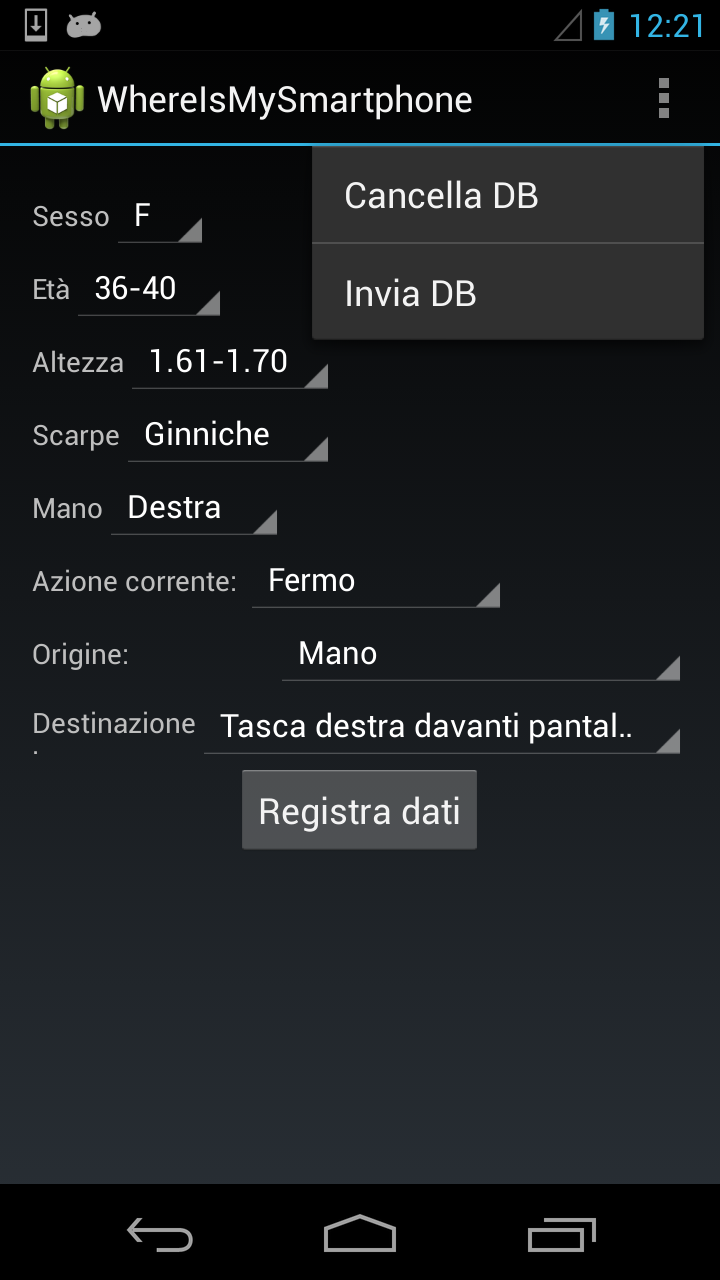 12:21
WhereIsMySmartphone
Cancella DB
Invia DB
Sesso F
Età 36-40
Altezza 1.61-1.70
Scarpe Ginniche
Mano Destra
Azione corrente: Fermo
Origine: Mano
Destinazione Tasca destra davanti pantal..
:
Registra dati